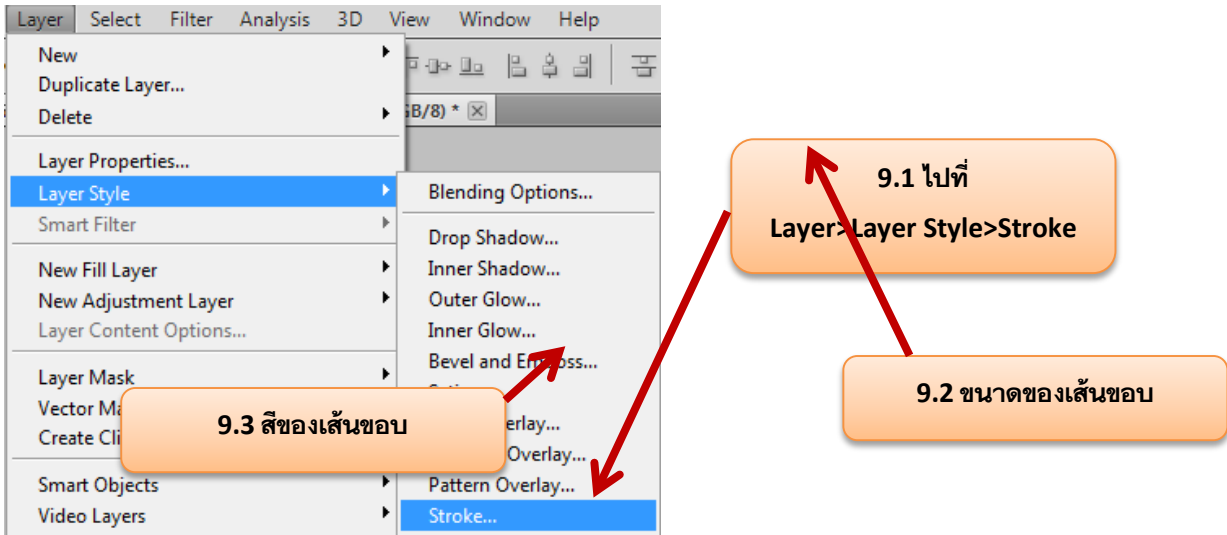 Layer Select Filter Analysis 3D View Window Help
New
Duplicate Layer...
Delete
GB/8) *
Layer Properties...
Layer Style
Smart Filter
New Fill Layer
New Adjustment Layer
Layer Content Options...
Layer Mask
Vector Ma
Create Cli
Smart Objects
Video Layers
Blending Options...
Drop Shadow...
Inner Shadow...
Outer Glow...
Inner Glow...
Bevel and Emboss...
erlay...
Overlay...
Pattern Overlay...
Stroke...
9.1 ไปที่
Layer>Layer Style>Stroke
9.2 ขนาดของเส้นขอบ
9.3 สีของเส้นขอบ